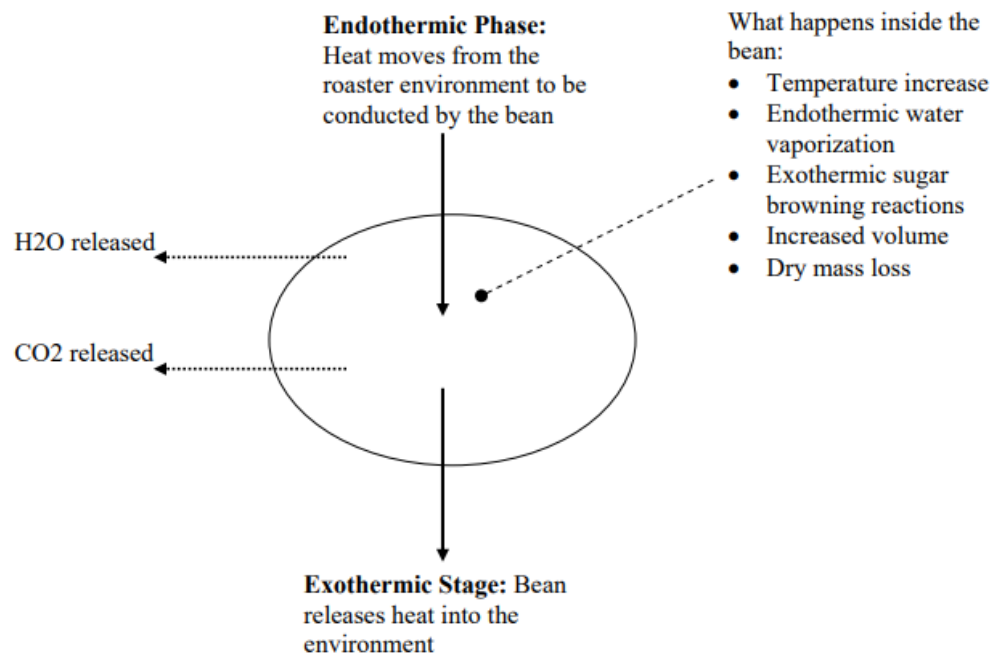 Endothermic Phase:
Heat moves from the
roaster environment to be
conducted by the bean
What happens inside the
bean:
• Temperature increase
• Endothermic water
vaporization
• Exothermic sugar
browning reactions
• Increased volume
• Dry mass loss
H2O released
CO2 released
Exothermic Stage: Bean
releases heat into the
environment